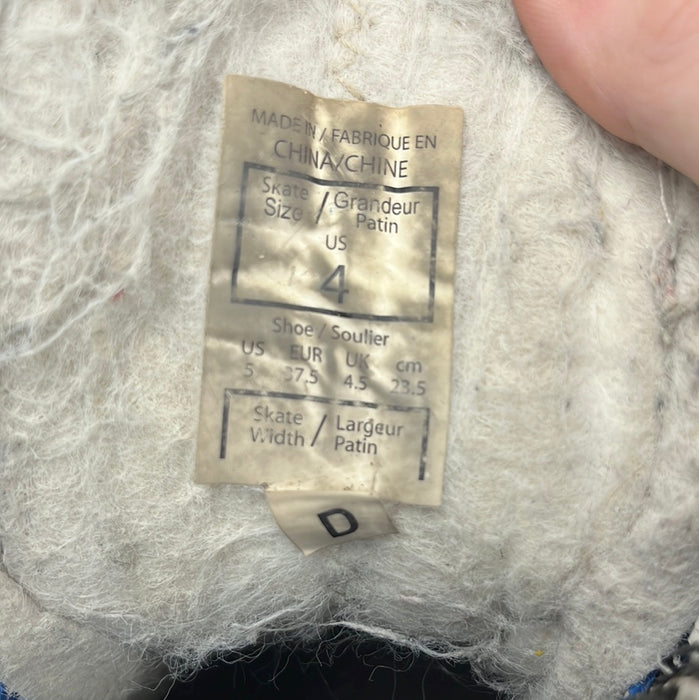 MADE IN / FABRIQUE EN
CHINA/CHINE
Skate / Grandeur
Size Patin
US
4
Shoe / Soulier
US EUR UK cm
5 37.5 4.5 23.5
Skate / Largeur
Width Patin
D